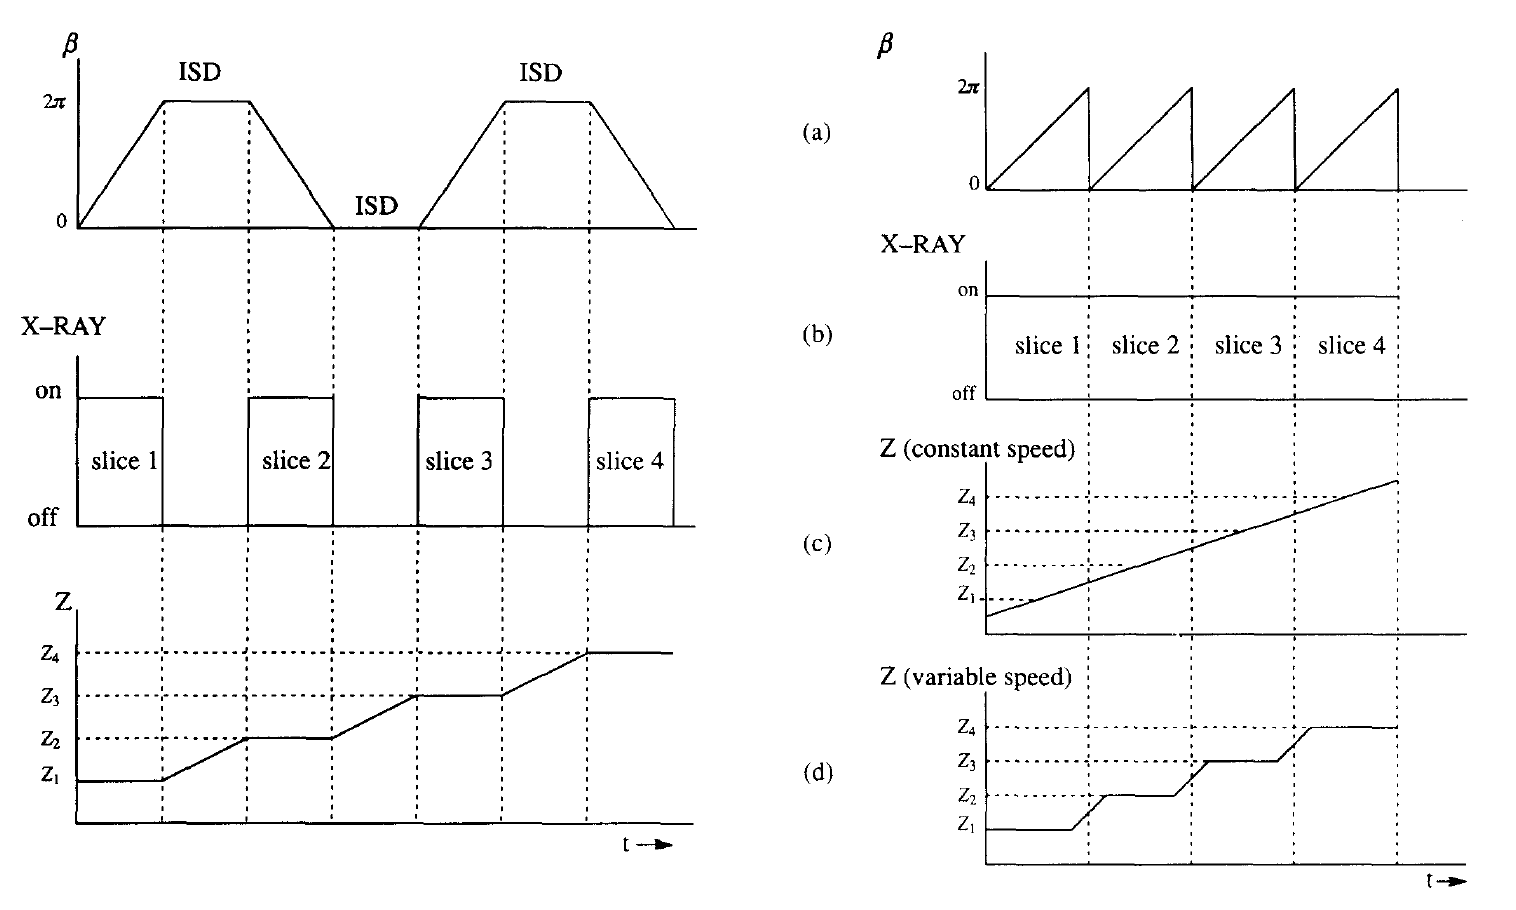 β
ISD
ISD
2π
ISD
0
X–RAY
on
slice 1
slice 2
slice 3
slice 4
off
Z
Z4
Z3
Z2
Z1
t
(a)
(b)
(c)
(d)
β
2π
0
X–RAY
on
slice 1
slice 2
slice 3
slice 4
off
Z (constant speed)
Z4
Z3
Z2
Z1
Z (variable speed)
Z4
Z3
Z2
Z1
t